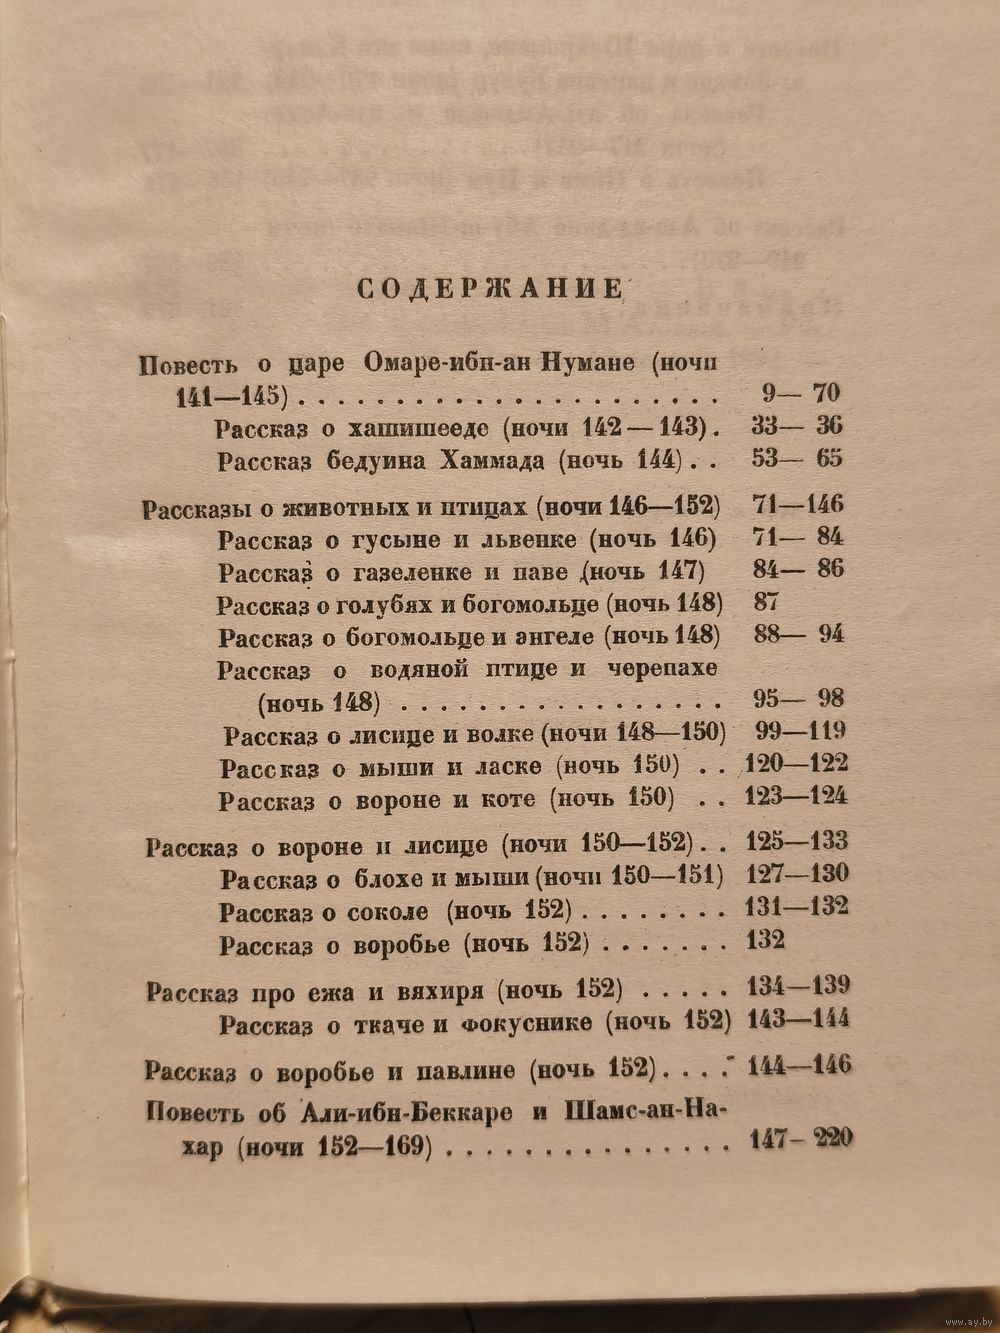 СОДЕРЖАНИЕ
Повесть о царе Омаре-ибн-ан Нумане (ночи
141—145) . . . . . . . . . . . . . . . . . . . . . . 9— 70
Рассказ о хашишееде (ночи 142—143) . 33— 36
Рассказ бедуина Хаммада (ночь 144) . . 53— 65
Рассказы о животных и птицах (ночи 146—152) 71—146
Рассказ о гусыне и львенке (ночь 146) 71— 84
Рассказ о газеленке и паве (ночь 147) 84— 86
Рассказ о голубях и богомольце (ночь 148) 87
Рассказ о богомольце и ангеле (ночь 148) 88— 94
Рассказ о водяной птице и черепахе
(ночь 148) . . . . . . . . . . . . . . . . . 95— 98
Рассказ о лисице и волке (ночи 148—150) 99—119
Рассказ о мыши и ласке (ночь 150) . . 120—122
Рассказ о вороне и коте (ночь 150) . . 123—124
Рассказ о вороне и лисице (ночи 150—152) . . 125—133
Рассказ о блохе и мыши (ночи 150—151) 127—130
Рассказ о соколе (ночь 152) . . . . . . . . 131—132
Рассказ о воробье (ночь 152) . . . . . . . 132
Рассказ про ежа и вяхиря (ночь 152) . . . . . 134—139
Рассказ о ткаче и фокуснике (ночь 152) 143—144
Рассказ о воробье и павлине (ночь 152) . . . . 144—146
Повесть об Али-ибн-Беккаре и Шамс-ан-На-
хар (ночи 152—169) . . . . . . . . . . . . . . . 147—220
www.ay.by